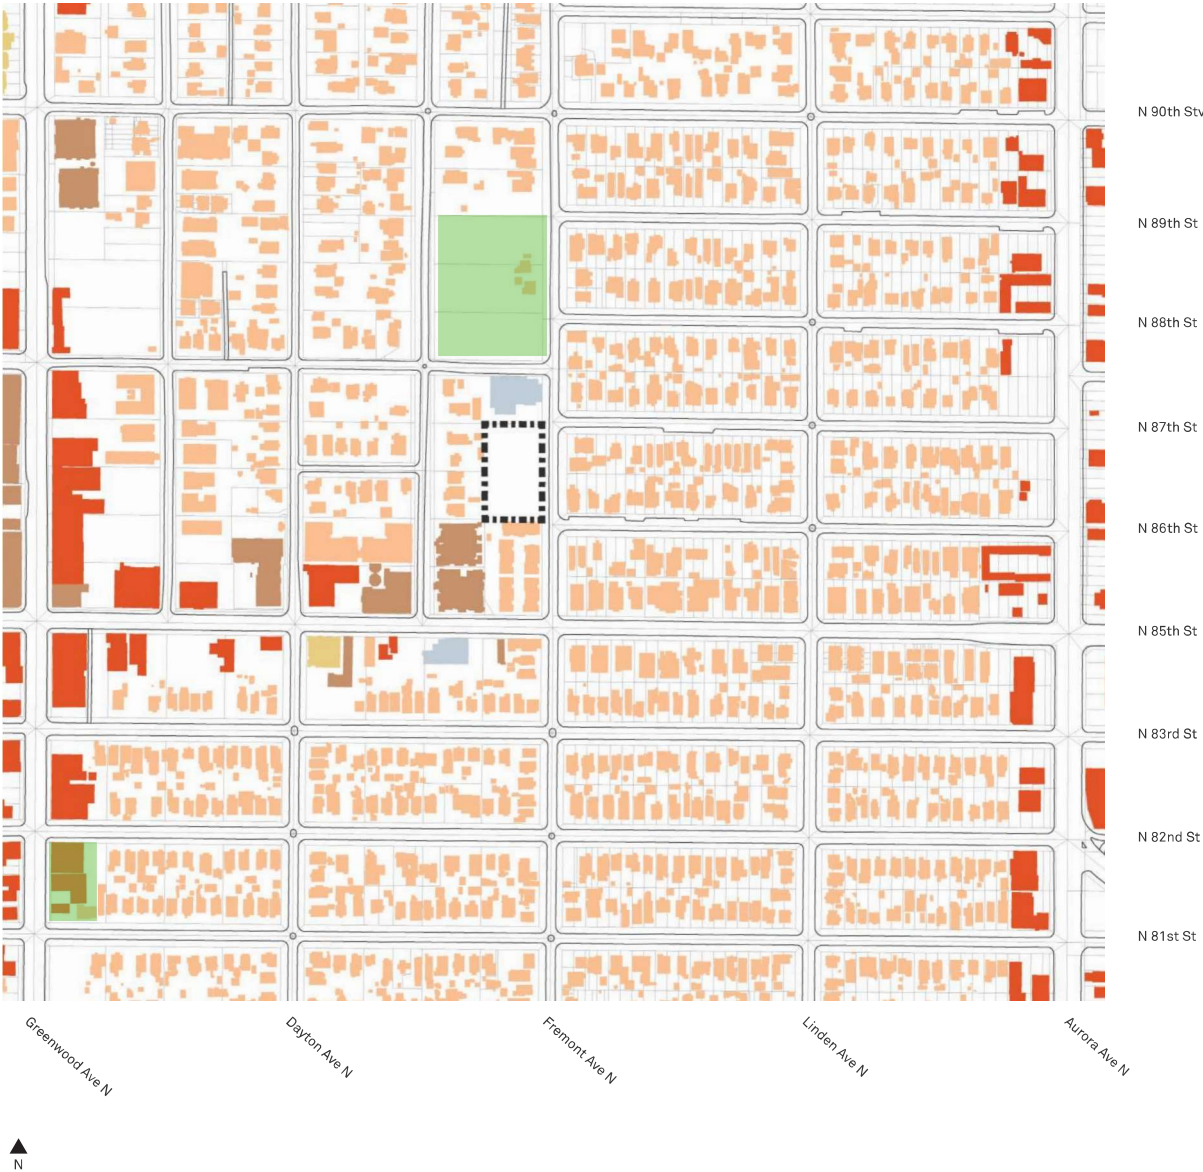 N 90th Stv
N 89th St
N 88th St
N 87th St
N 86th St
N 85th St
N 83rd St
N 82nd St
N 81st St
Greenwood Ave N
Dayton Ave N
Fremont Ave N
Linden Ave N
Aurora Ave N
N